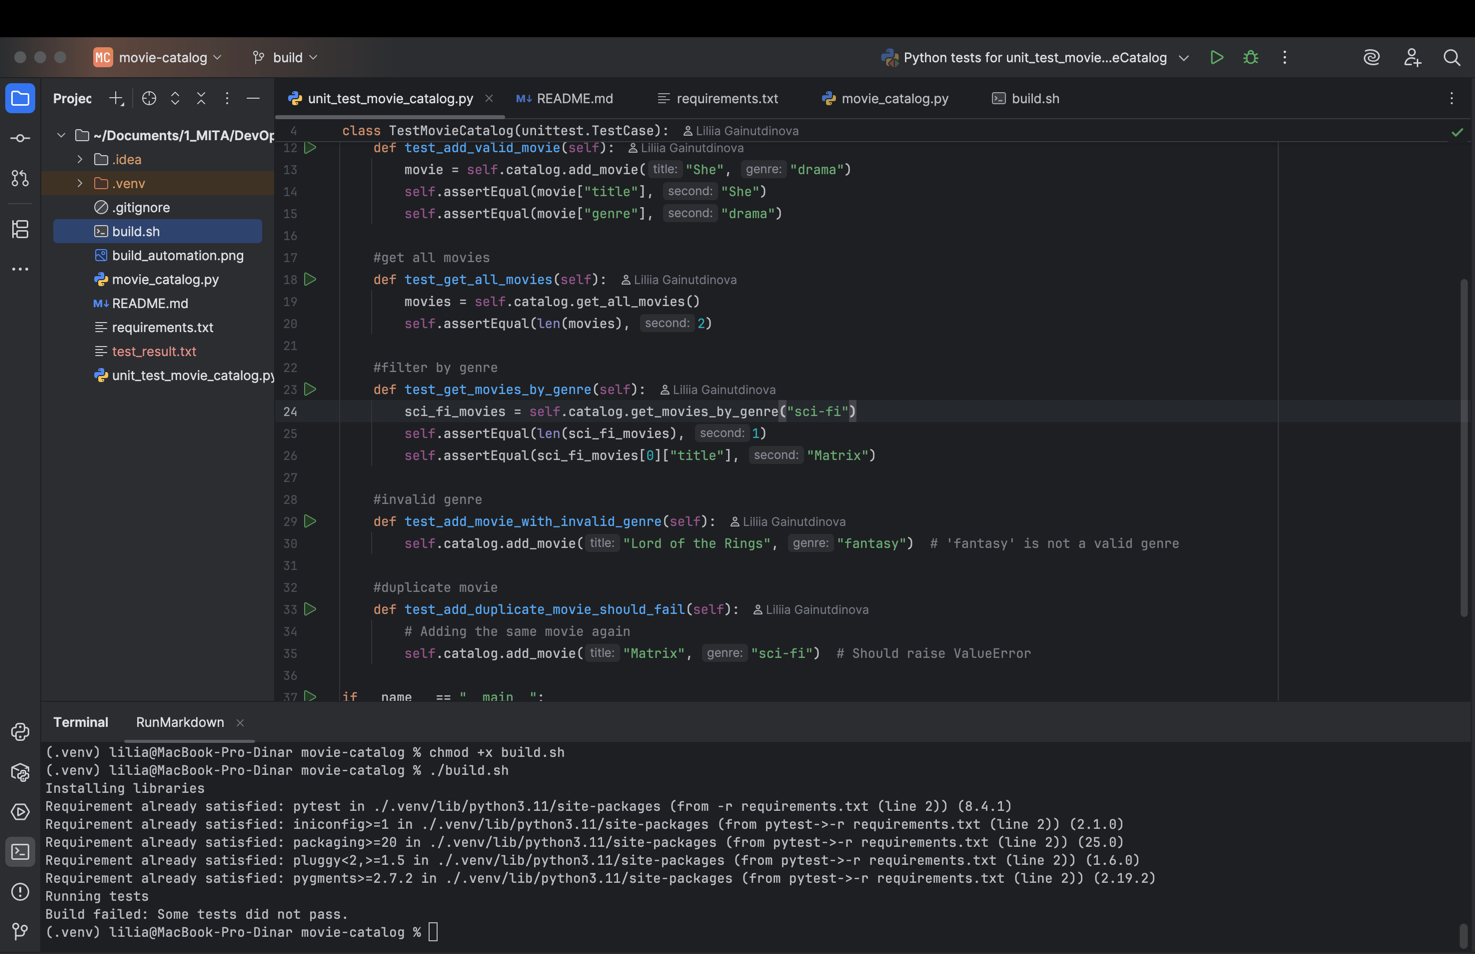 MC movie-catalog build Python tests for unit_test_movie...eCatalog
Projec
unit_test_movie_catalog.py README.md requirements.txt movie_catalog.py build.sh
~/Documents/1_MITA/DevOp
.idea
.venv
.gitignore
build.sh
build_automation.png
movie_catalog.py
M↓ README.md
requirements.txt
test_result.txt
unit_test_movie_catalog.py
4 class TestMovieCatalog(unittest.TestCase): Liliia Gainutdinova
12 def test_add_valid_movie(self): Liliia Gainutdinova
13 movie = self.catalog.add_movie( title: "She", genre: "drama")
14 self.assertEqual(movie["title"], second: "She")
15 self.assertEqual(movie["genre"], second: "drama")
16
17 #get all movies
18 def test_get_all_movies(self): Liliia Gainutdinova
19 movies = self.catalog.get_all_movies()
20 self.assertEqual(len(movies), second: 2)
21
22 #filter by genre
23 def test_get_movies_by_genre(self): Liliia Gainutdinova
24 sci_fi_movies = self.catalog.get_movies_by_genre("sci-fi")
25 self.assertEqual(len(sci_fi_movies), second: 1)
26 self.assertEqual(sci_fi_movies[0]["title"], second: "Matrix")
27
28 #invalid genre
29 def test_add_movie_with_invalid_genre(self): Liliia Gainutdinova
30 self.catalog.add_movie( title: "Lord of the Rings", genre: "fantasy") # 'fantasy' is not a valid genre
31
32 #duplicate movie
33 def test_add_duplicate_movie_should_fail(self): Liliia Gainutdinova
34 # Adding the same movie again
35 self.catalog.add_movie( title: "Matrix", genre: "sci-fi") # Should raise ValueError
36
37 if __name__ == "__main__":
Terminal RunMarkdown
(.venv) lilia@MacBook-Pro-Dinar movie-catalog % chmod +x build.sh
(.venv) lilia@MacBook-Pro-Dinar movie-catalog % ./build.sh
Installing libraries
Requirement already satisfied: pytest in ./.venv/lib/python3.11/site-packages (from -r requirements.txt (line 2)) (8.4.1)
Requirement already satisfied: iniconfig>=1 in ./.venv/lib/python3.11/site-packages (from pytest->-r requirements.txt (line 2)) (2.1.0)
Requirement already satisfied: packaging>=20 in ./.venv/lib/python3.11/site-packages (from pytest->-r requirements.txt (line 2)) (25.0)
Requirement already satisfied: pluggy<2,>=1.5 in ./.venv/lib/python3.11/site-packages (from pytest->-r requirements.txt (line 2)) (1.6.0)
Requirement already satisfied: pygments>=2.7.2 in ./.venv/lib/python3.11/site-packages (from pytest->-r requirements.txt (line 2)) (2.19.2)
Running tests
Build failed: Some tests did not pass.
(.venv) lilia@MacBook-Pro-Dinar movie-catalog %